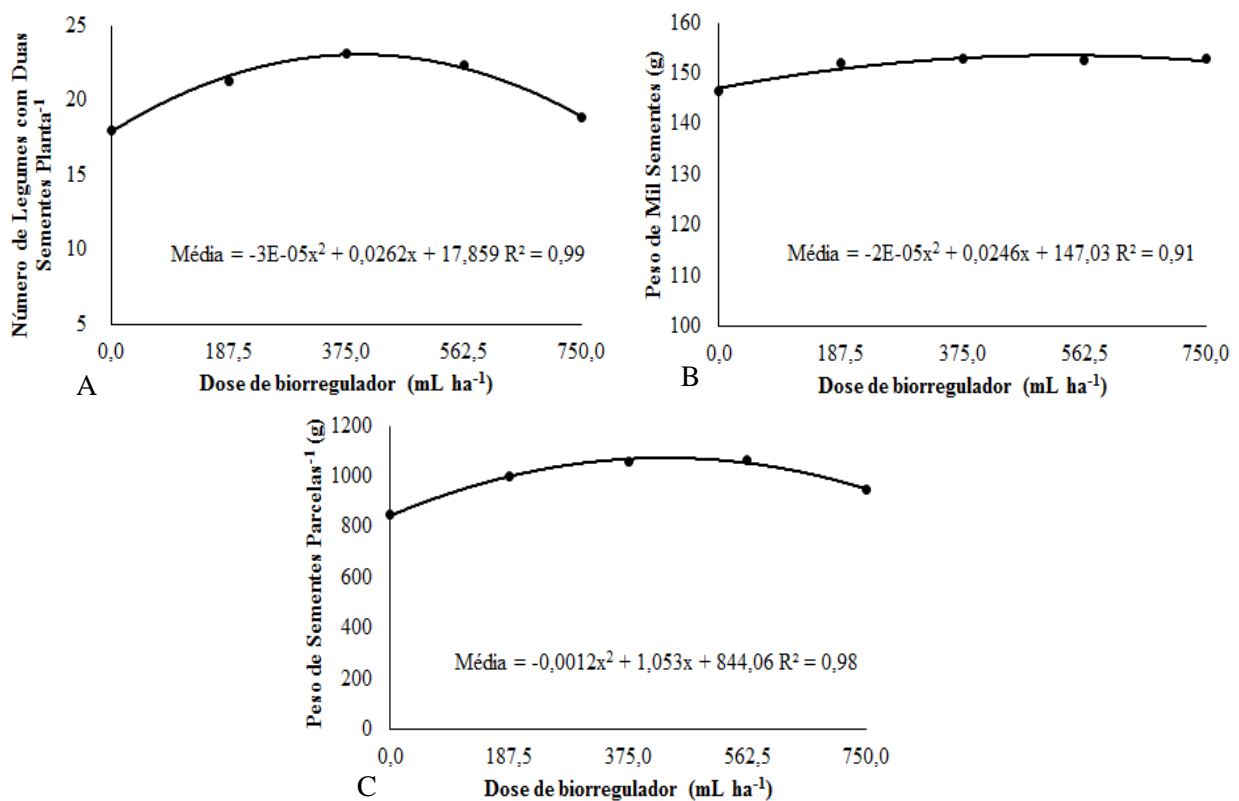 Número de Legumes com Duas
Sementes Planta⁻¹
25
20
15
10
5
Média = -3E-05x² + 0,0262x + 17,859 R² = 0,99
0,0 187,5 375,0 562,5 750,0
Dose de biorregulador (mL ha⁻¹)
A
Peso de Mil Sementes (g)
160
150
140
130
120
110
100
Média = -2E-05x² + 0,0246x + 147,03 R² = 0,91
0,0 187,5 375,0 562,5 750,0
Dose de biorregulador (mL ha⁻¹)
B
Peso de Sementes Parcelas⁻¹ (g)
1200
1000
800
600
400
200
0
Média = -0,0012x² + 1,053x + 844,06 R² = 0,98
0,0 187,5 375,0 562,5 750,0
Dose de biorregulador (mL ha⁻¹)
C